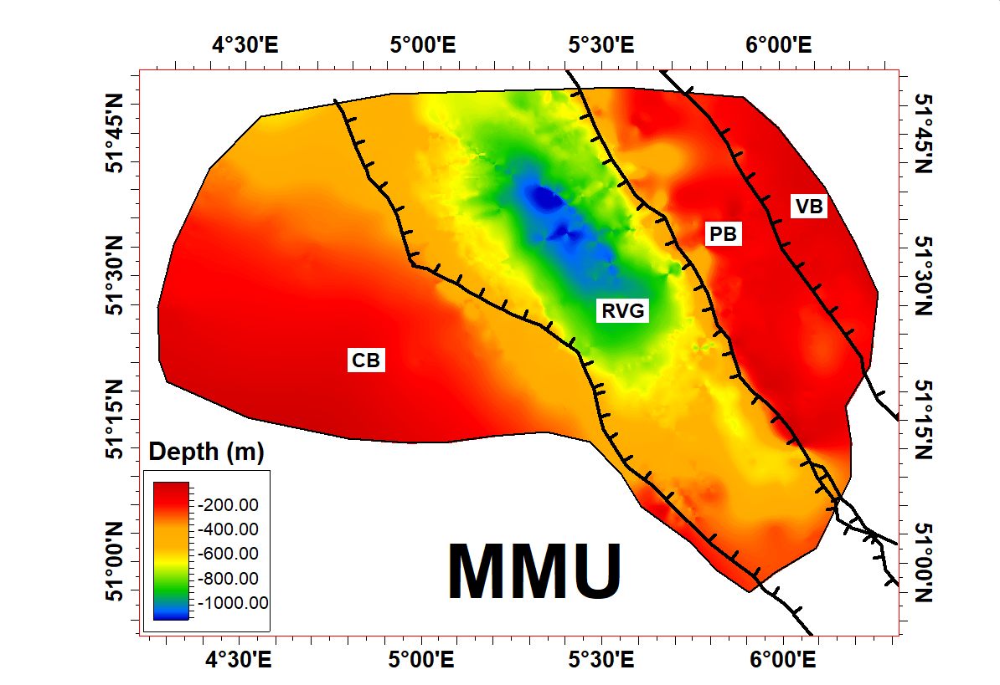 4°30'E 5°00'E 5°30'E 6°00'E
51°45'N
51°30'N
51°15'N
51°00'N
51°45'N
51°30'N
51°15'N
51°00'N
VB
PB
RVG
CB
Depth (m)
-200.00
-400.00
-600.00
-800.00
-1000.00
MMU
4°30'E 5°00'E 5°30'E 6°00'E